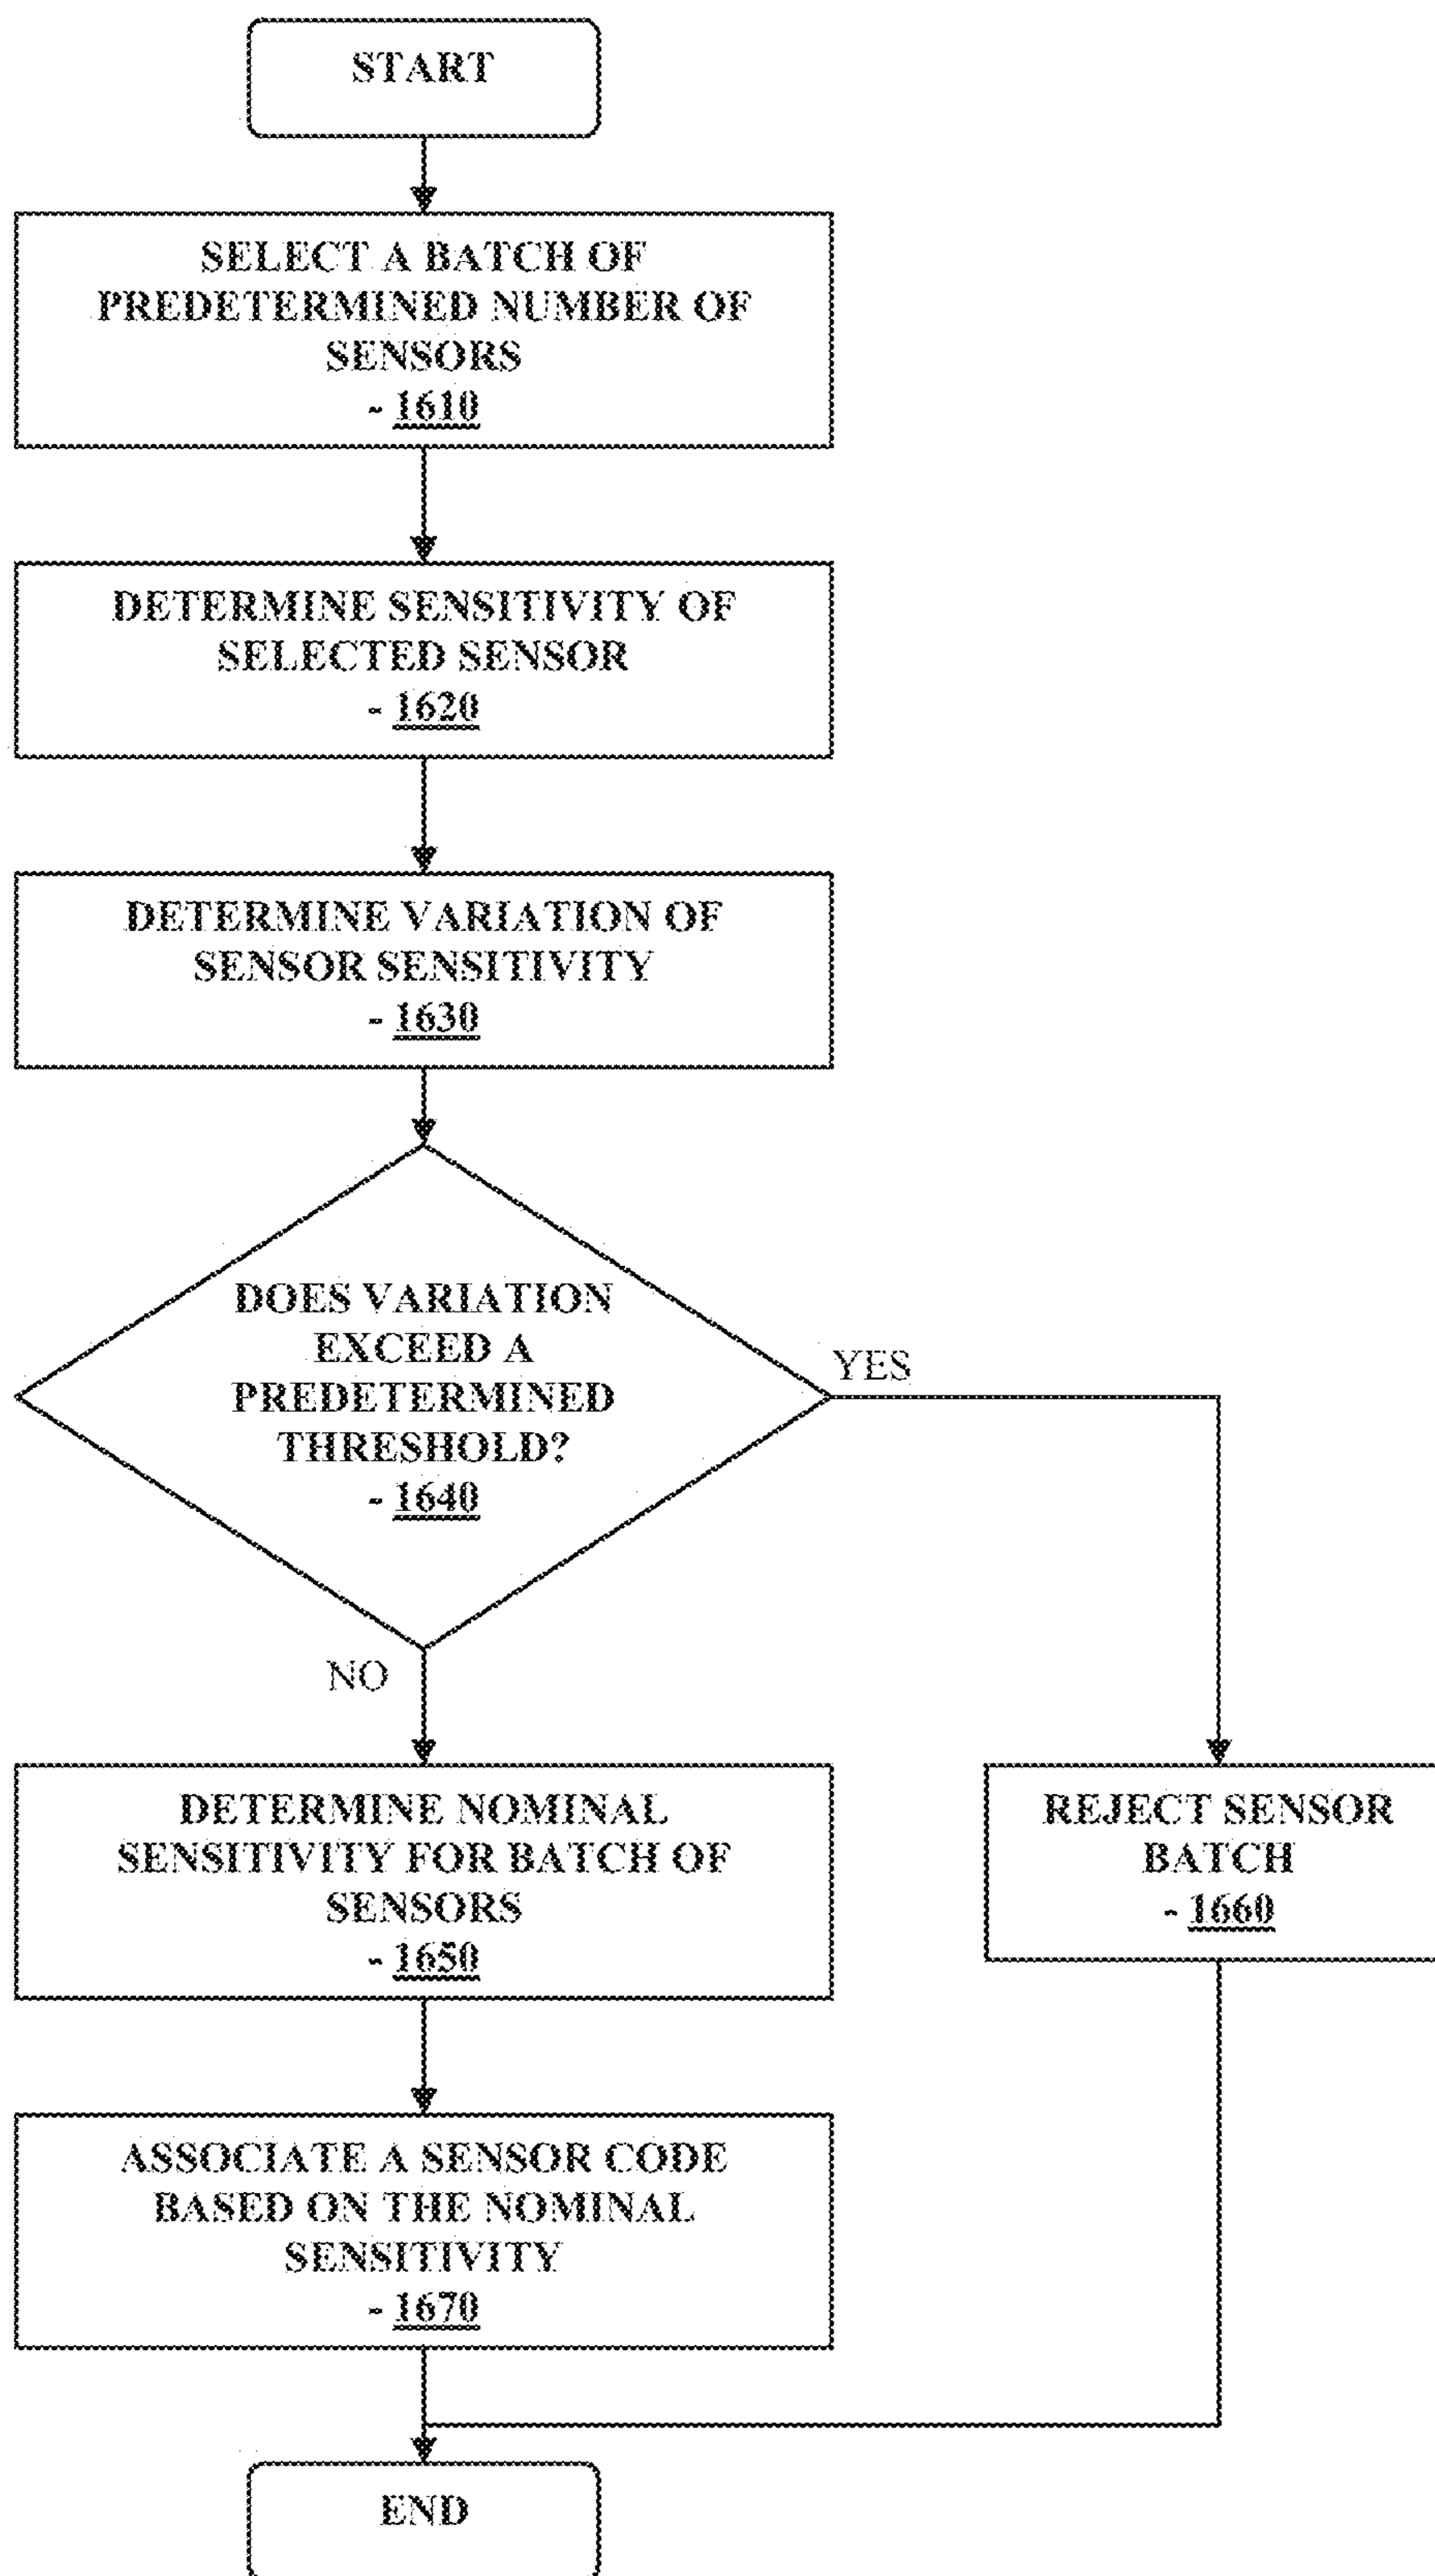 START
SELECT A BATCH OF
PREDETERMINED NUMBER OF
SENSORS
- 1610
DETERMINE SENSITIVITY OF
SELECTED SENSOR
- 1620
DETERMINE VARIATION OF
SENSOR SENSITIVITY
- 1630
DOES VARIATION
EXCEED A
PREDETERMINED
THRESHOLD?
- 1640
YES
NO
DETERMINE NOMINAL
SENSITIVITY FOR BATCH OF
SENSORS
- 1650
REJECT SENSOR
BATCH
- 1660
ASSOCIATE A SENSOR CODE
BASED ON THE NOMINAL
SENSITIVITY
- 1670
END